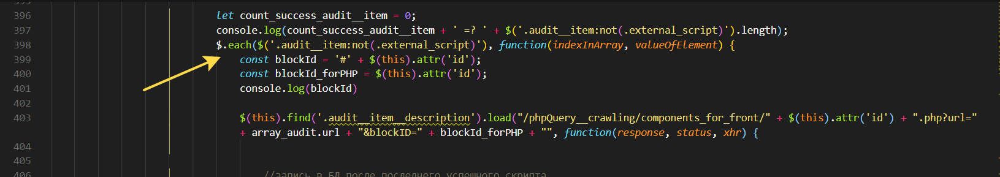 395
396 let count_success_audit__item = 0;
397 console.log(count_success_audit__item + ' =? ' + $('.audit__item:not(.external_script)').length);
398 $.each($('.audit__item:not(.external_script)'), function(indexInArray, valueOfElement) {
399 const blockId = '#' + $(this).attr('id');
400 const blockId_forPHP = $(this).attr('id');
401 console.log(blockId)
402
403 $(this).find('.audit__item__description').load("/phpQuery__crawling/components_for_front/" + $(this).attr('id') + ".php?url="
+ array_audit.url + "&blockID=" + blockId_forPHP + "", function(response, status, xhr) {
404
405
406 //запись в БД после последнего успешного скрипта